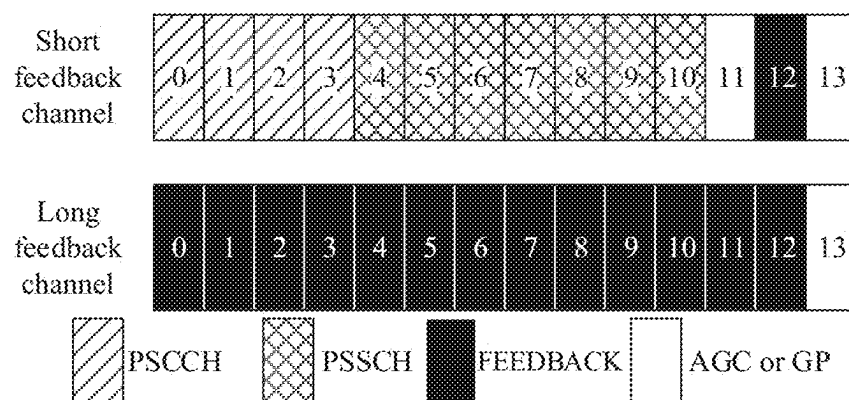 Short
feedback
channel
0 1 2 3 4 5 6 7 8 9 10 11 12 13
Long
feedback
channel
0 1 2 3 4 5 6 7 8 9 10 11 12 13
PSCCH PSSCH FEEDBACK AGC or GP